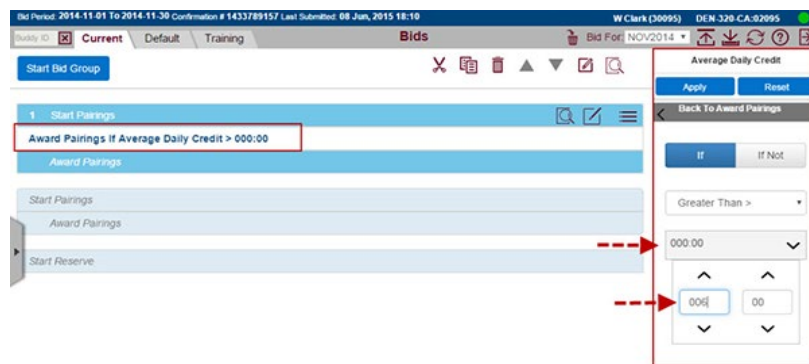 Bid Period: 2014-11-01 To 2014-11-30 Confirmation # 1433789157 Last Submitted: 08 Jun, 2015 18:10 W Clark (30095) DEN-320-CA:02095
Buddy ID Current Default Training Bids Bid For: NOV2014
Start Bid Group
Average Daily Credit
Apply Reset
Back To Award Pairings
1 Start Pairings
Award Pairings If Average Daily Credit > 000:00
Award Pairings
If If Not
Start Pairings
Award Pairings
Greater Than >
Start Reserve
000:00
006 00